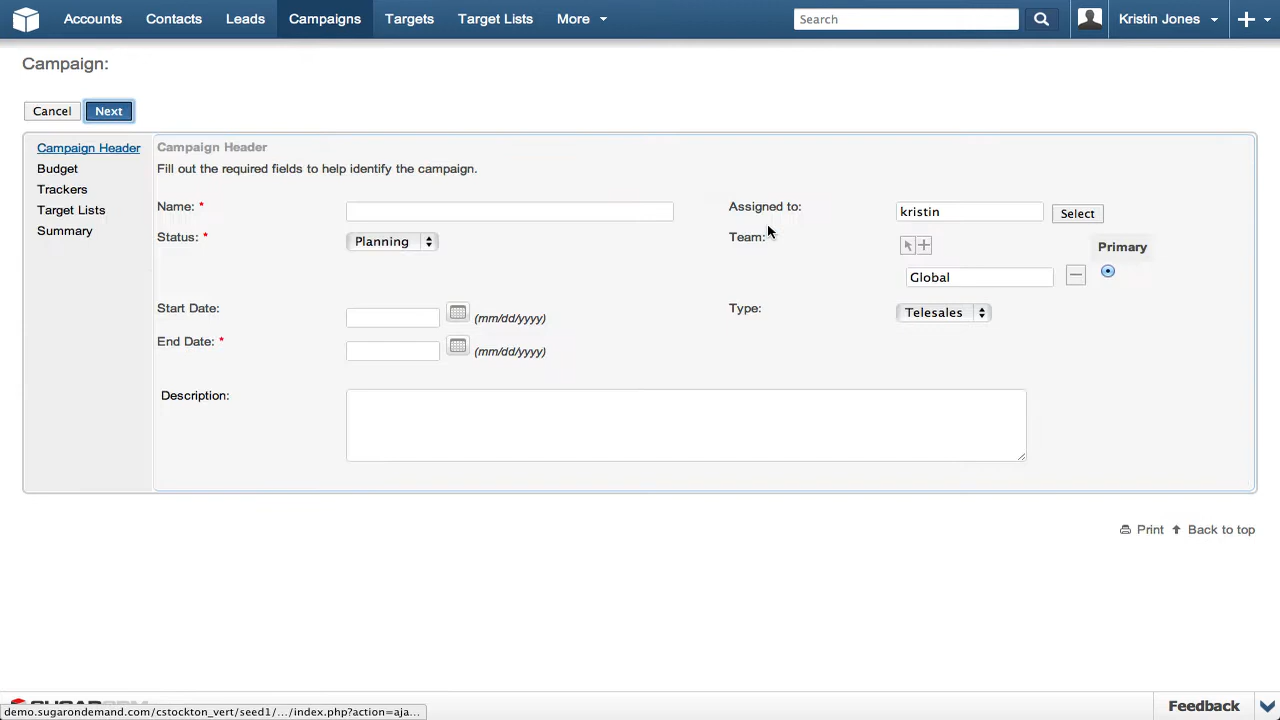 Accounts Contacts Leads Campaigns Targets Target Lists More Search Kristin Jones
Campaign:
Cancel Next
Campaign Header
Budget
Trackers
Target Lists
Summary
Campaign Header
Fill out the required fields to help identify the campaign.
Name: * Assigned to: kristin Select
Status: * Planning Team: Primary
Global
Start Date: (mm/dd/yyyy) Type: Telesales
End Date: * (mm/dd/yyyy)
Description:
Print Back to top
demo.sugarondemand.com/cstockton_vert/seed1/.../index.php?action=aja...
Feedback